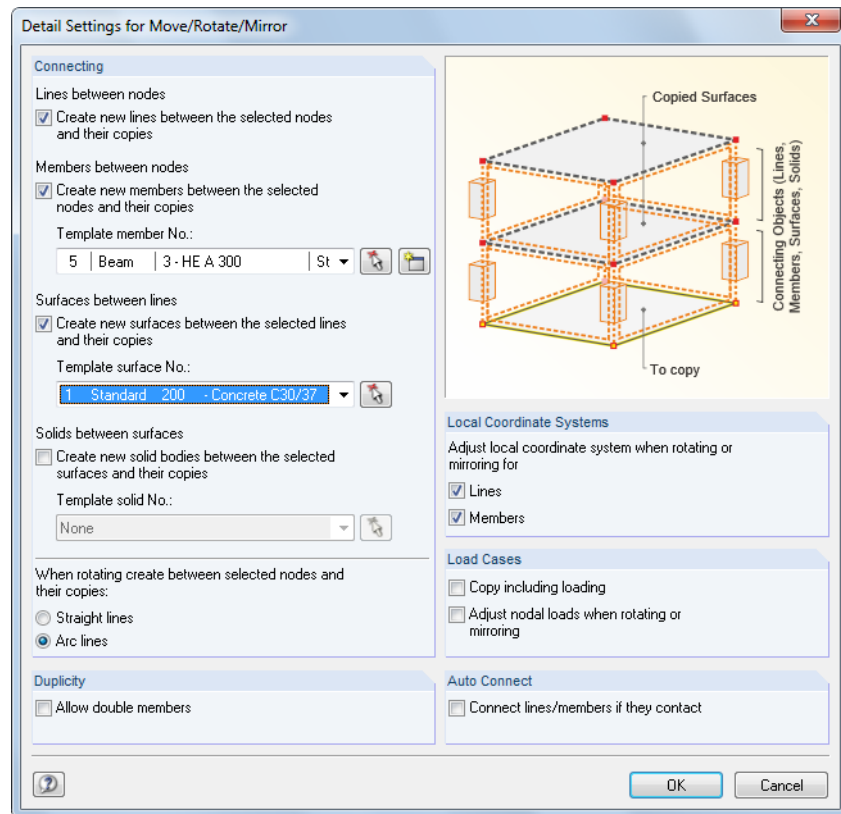 Detail Settings for Move/Rotate/Mirror
Connecting
Lines between nodes
Create new lines between the selected nodes
and their copies
Members between nodes
Create new members between the selected
nodes and their copies
Template member No.:
5 Beam 3 - HE A 300 St
Surfaces between lines
Create new surfaces between the selected lines
and their copies
Template surface No.:
1 Standard 200 - Concrete C30/37
Solids between surfaces
Create new solid bodies between the selected
surfaces and their copies
Template solid No.:
None
When rotating create between selected nodes and
their copies:
Straight lines
Arc lines
Duplicity
Allow double members
Copied Surfaces
Connecting Objects (Lines,
Members, Surfaces, Solids)
To copy
Local Coordinate Systems
Adjust local coordinate system when rotating or
mirroring for
Lines
Members
Load Cases
Copy including loading
Adjust nodal loads when rotating or
mirroring
Auto Connect
Connect lines/members if they contact
OK
Cancel